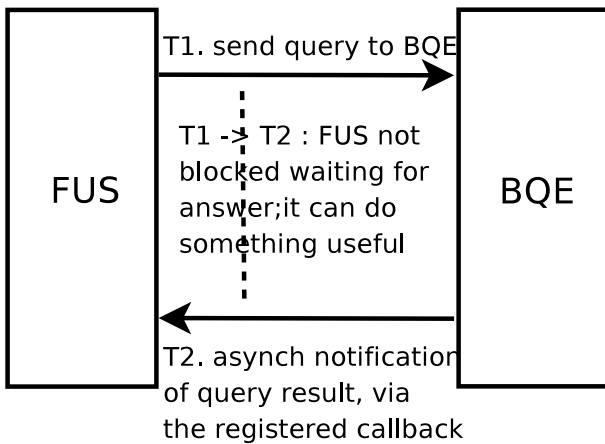 T1. send query to BQE
FUS
T1 -> T2 : FUS not
blocked waiting for
answer;it can do
something useful
BQE
T2. asynch notification
of query result, via
the registered callback